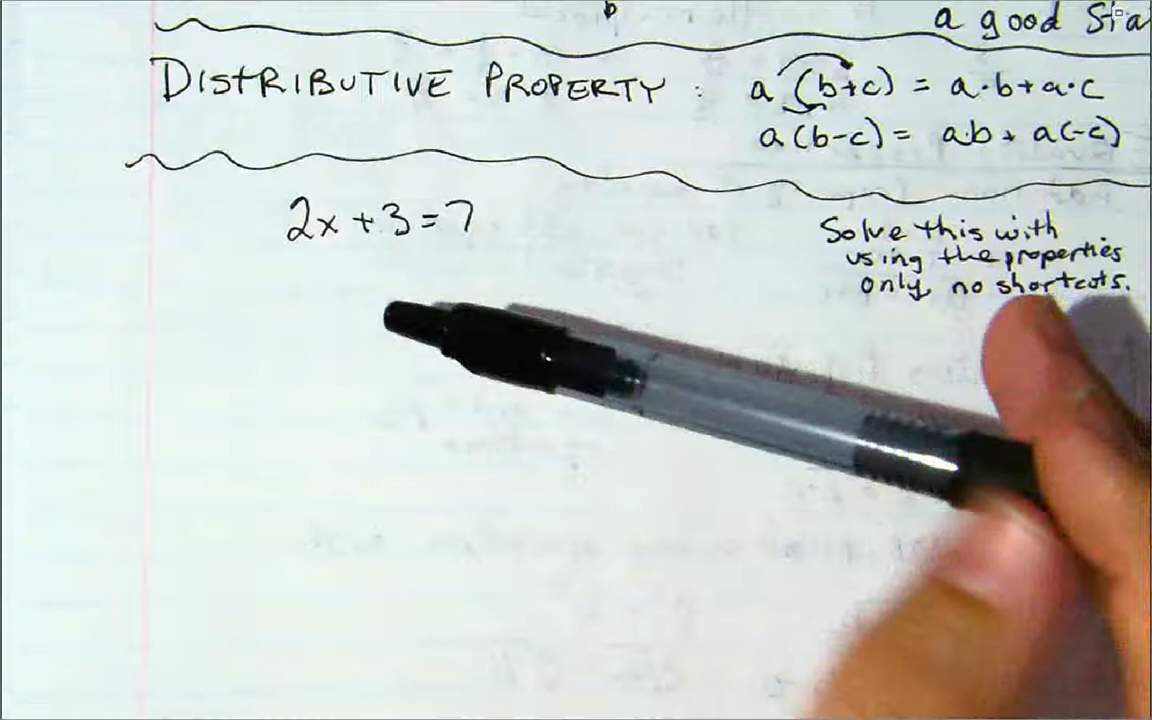 a good Sta
DISTRIBUTIVE PROPERTY : a (b+c) = a·b+a·c
a(b-c) = ab + a(-c)
2x + 3 = 7
Solve this with
using the properties
only, no shortcuts.